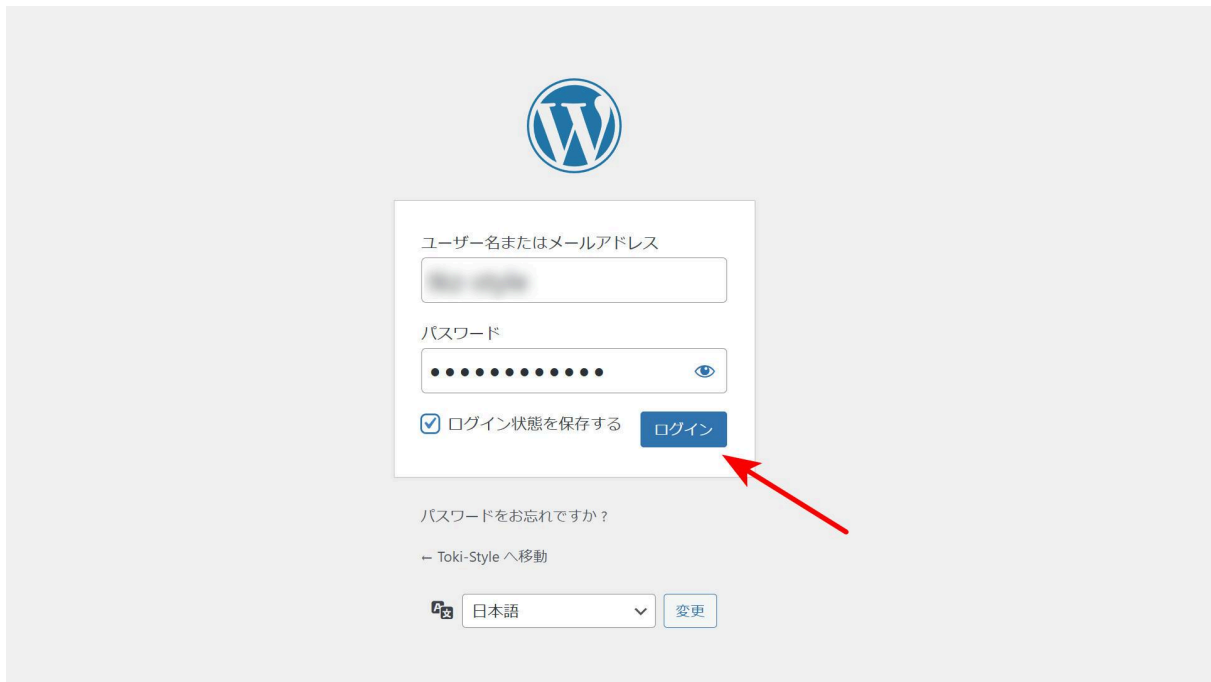 ユーザー名またはメールアドレス
パスワード
●●●●●●●●●●●●
ログイン状態を保存する
ログイン
パスワードをお忘れですか ?
← Toki-Style へ移動
日本語
変更